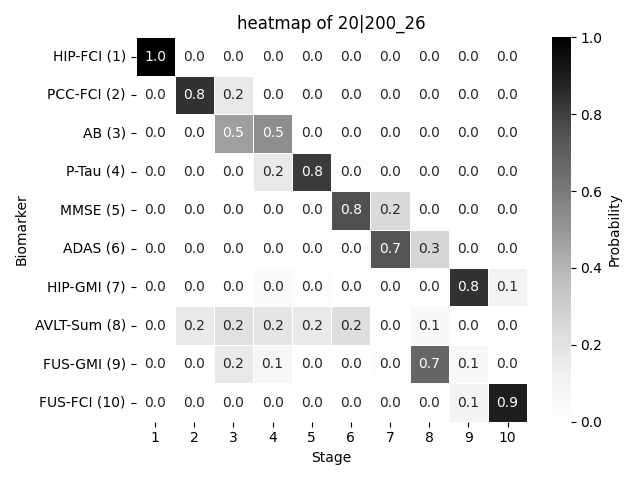 heatmap of 20|200_26
HIP-FCI (1) 1.0 0.0 0.0 0.0 0.0 0.0 0.0 0.0 0.0 0.0
PCC-FCI (2) 0.0 0.8 0.2 0.0 0.0 0.0 0.0 0.0 0.0 0.0
AB (3) 0.0 0.0 0.5 0.5 0.0 0.0 0.0 0.0 0.0 0.0
P-Tau (4) 0.0 0.0 0.0 0.2 0.8 0.0 0.0 0.0 0.0 0.0
MMSE (5) 0.0 0.0 0.0 0.0 0.0 0.8 0.2 0.0 0.0 0.0
ADAS (6) 0.0 0.0 0.0 0.0 0.0 0.0 0.7 0.3 0.0 0.0
HIP-GMI (7) 0.0 0.0 0.0 0.0 0.0 0.0 0.0 0.0 0.8 0.1
AVLT-Sum (8) 0.0 0.2 0.2 0.2 0.2 0.2 0.0 0.1 0.0 0.0
FUS-GMI (9) 0.0 0.0 0.2 0.1 0.0 0.0 0.0 0.7 0.1 0.0
FUS-FCI (10) 0.0 0.0 0.0 0.0 0.0 0.0 0.0 0.0 0.1 0.9
1 2 3 4 5 6 7 8 9 10
Stage
Biomarker
1.0
0.8
0.6
0.4
0.2
0.0
Probability